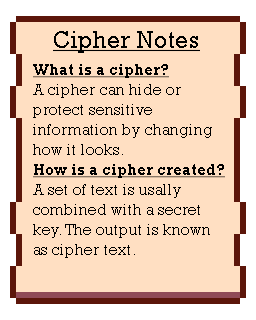 Cipher Notes
What is a cipher?
A cipher can hide or
protect sensitive
information by changing
how it looks.
How is a cipher created?
A set of text is usally
combined with a secret
key. The output is known
as cipher text.